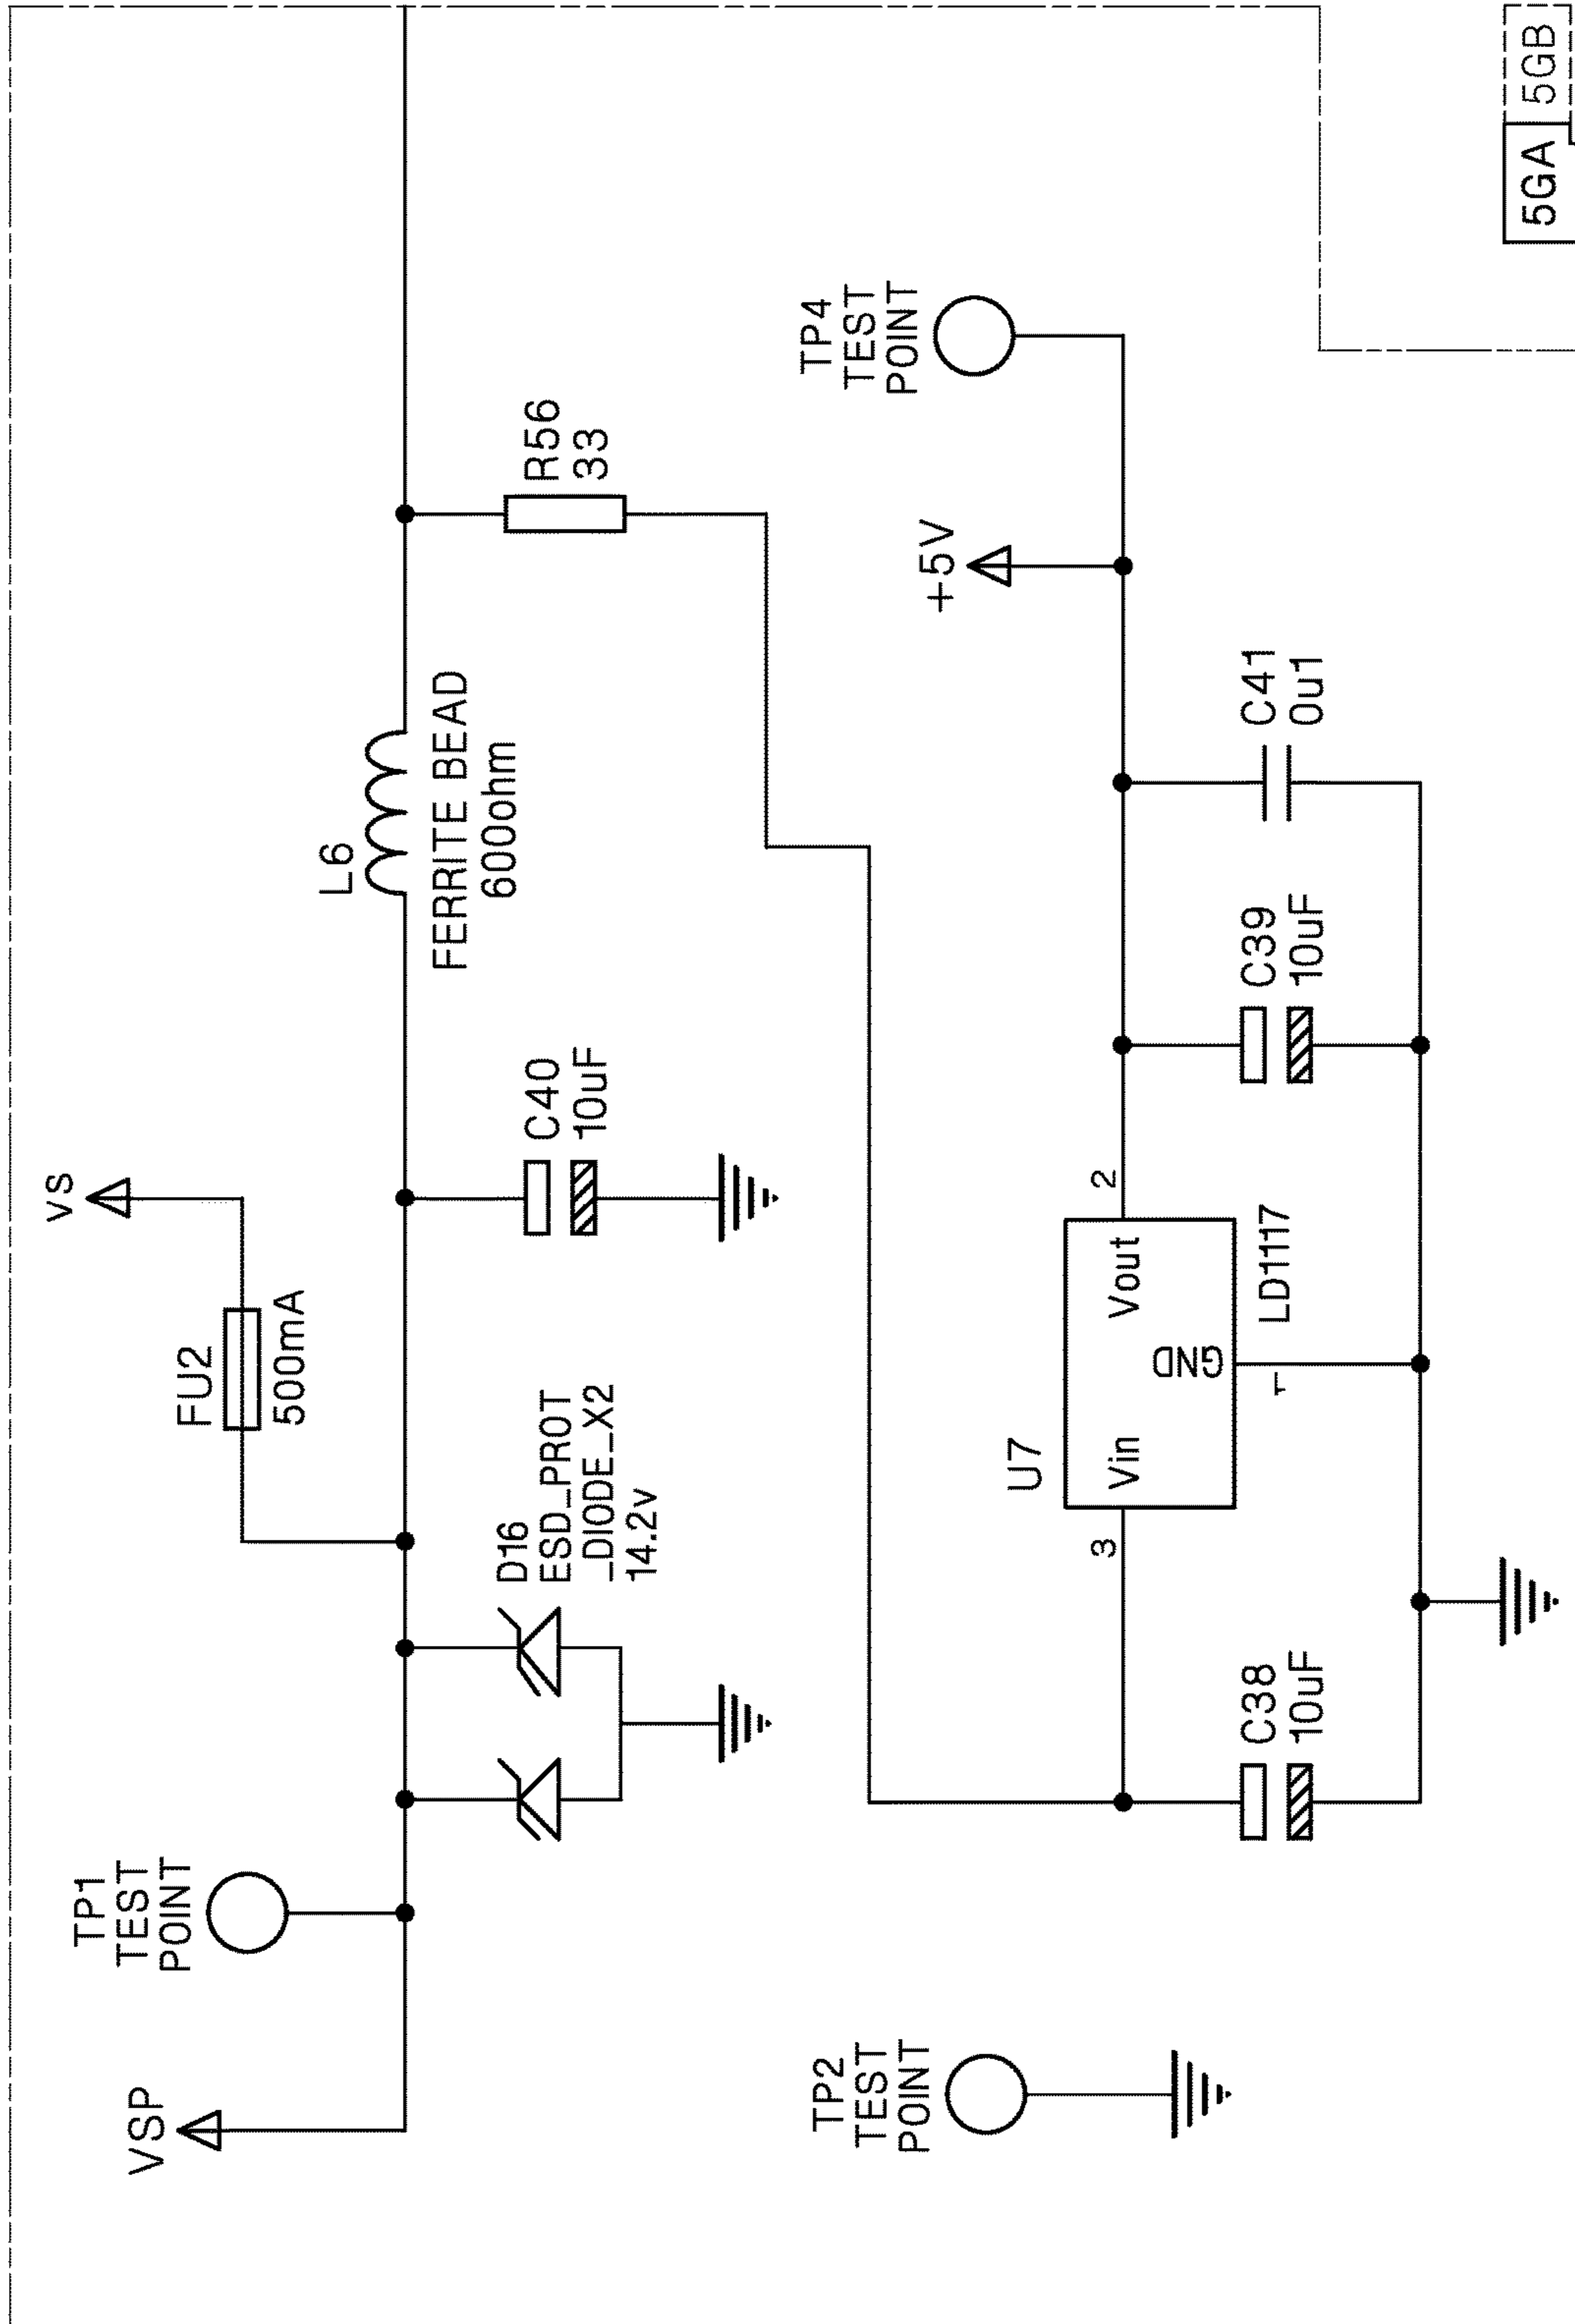 VSP
TP1
TEST
POINT
D16
ESD_PROT
_DIODE_X2
14.2v
FU2
500mA
vs
C40
10uF
L6
FERRITE BEAD
600ohm
R56
33
TP2
TEST
POINT
C38
10uF
U7
3
Vin
GND
1
Vout
2
LD1117
C39
10uF
C41
0u1
+5V
TP4
TEST
POINT
5GA
5GB